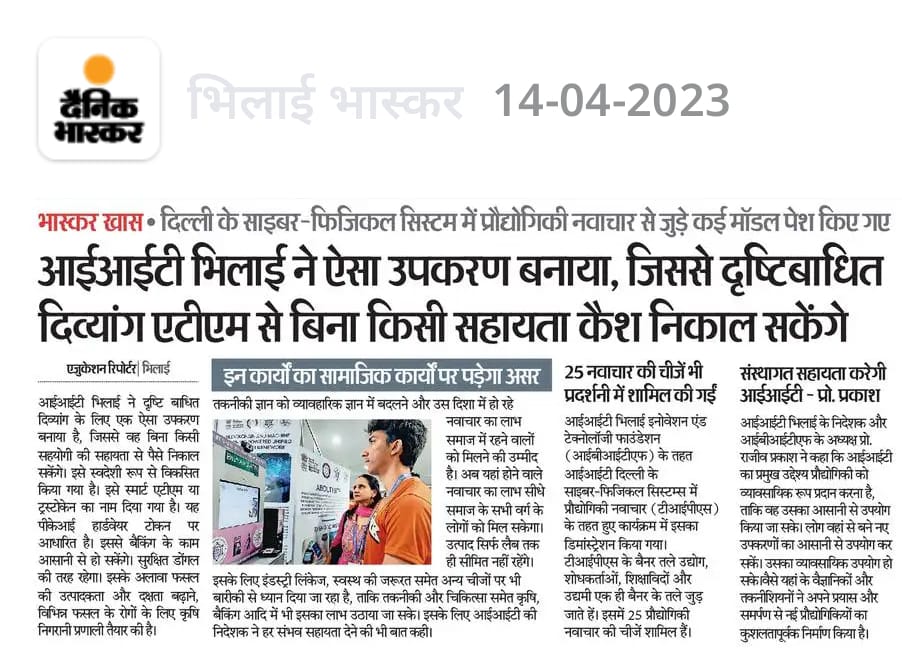 दैनिक
भास्कर
भिलाई भास्कर 14-04-2023
भास्कर खास • दिल्ली के साइबर-फिजिकल सिस्टम में प्रौद्योगिकी नवाचार से जुड़े कई मॉडल पेश किए गए
आईआईटी भिलाई ने ऐसा उपकरण बनाया, जिससे दृष्टिबाधित
दिव्यांग एटीएम से बिना किसी सहायता कैश निकाल सकेंगे
एजुकेशन रिपोर्टर | भिलाई
आईआईटी भिलाई ने दृष्टि बाधित
दिव्यांग के लिए एक ऐसा उपकरण
बनाया है, जिससे वह बिना किसी
सहयोगी की सहायता से पैसे निकाल
सकेंगे। इसे स्वदेशी रूप से विकसित
किया गया है। इसे स्मार्ट एटीएम या
ट्रस्टोकेन का नाम दिया गया है। यह
पीकेआई हार्डवेयर टोकन पर
आधारित है। इससे बैंकिंग के काम
आसानी से हो सकेंगे। सुरक्षित डोंगल
की तरह रहेगा। इसके अलावा फसल
की उत्पादकता और दक्षता बढ़ाने,
विभिन्न फसल के रोगों के लिए कृषि
निगरानी प्रणाली तैयार की है।
इन कार्यों का सामाजिक कार्यों पर पड़ेगा असर
तकनीकी ज्ञान को व्यावहारिक ज्ञान में बदलने और उस दिशा में हो रहे
नवाचार का लाभ
समाज में रहने वालों
को मिलने की उम्मीद
है। अब यहां होने वाले
नवाचार का लाभ सीधे
समाज के सभी वर्ग के
लोगों को मिल सकेगा।
उत्पाद सिर्फ लैब तक
ही सीमित नहीं रहेंगे।
इसके लिए इंडस्ट्री लिंकेज, स्वस्थ की जरूरत समेत अन्य चीजों पर भी
बारीकी से ध्यान दिया जा रहा है, ताकि तकनीकी और चिकित्सा समेत कृषि,
बैंकिंग आदि में भी इसका लाभ उठाया जा सके। इसके लिए आईआईटी की
निदेशक ने हर संभव सहायता देने की भी बात कही।
25 नवाचार की चीजें भी
प्रदर्शनी में शामिल की गईं
आईआईटी भिलाई इनोवेशन एंड
टेक्नोलॉजी फाउंडेशन
(आईबीआईटीएफ) के तहत
आईआईटी दिल्ली के
साइबर-फिजिकल सिस्टम्स में
प्रौद्योगिकी नवाचार (टीआईपीएस)
के तहत हुए कार्यक्रम में इसका
डिमांस्ट्रेशन किया गया।
टीआईपीएस के बैनर तले उद्योग,
शोधकर्ताओं, शिक्षाविदों और
उद्यमी एक ही बैनर के तले जुड़
जाते हैं। इसमें 25 प्रौद्योगिकी
नवाचार की चीजें शामिल हैं।
संस्थागत सहायता करेगी
आईआईटी - प्रो. प्रकाश
आईआईटी भिलाई के निदेशक और
आईबीआईटीएफ के अध्यक्ष प्रो.
राजीव प्रकाश ने कहा कि आईआईटी
का प्रमुख उद्देश्य प्रौद्योगिकी को
व्यावसायिक रूप प्रदान करना है,
ताकि वह उसका आसानी से उपयोग
किया जा सके। लोग वहां से बने नए
उपकरणों का आसानी से उपयोग कर
सकें। उसका व्यावसायिक उपयोग हो
सके।वैसे यहां के वैज्ञानिकों और
तकनीशियनों ने अपने प्रयास और
समर्पण से नई प्रौद्योगिकियों का
कुशलतापूर्वक निर्माण किया है।